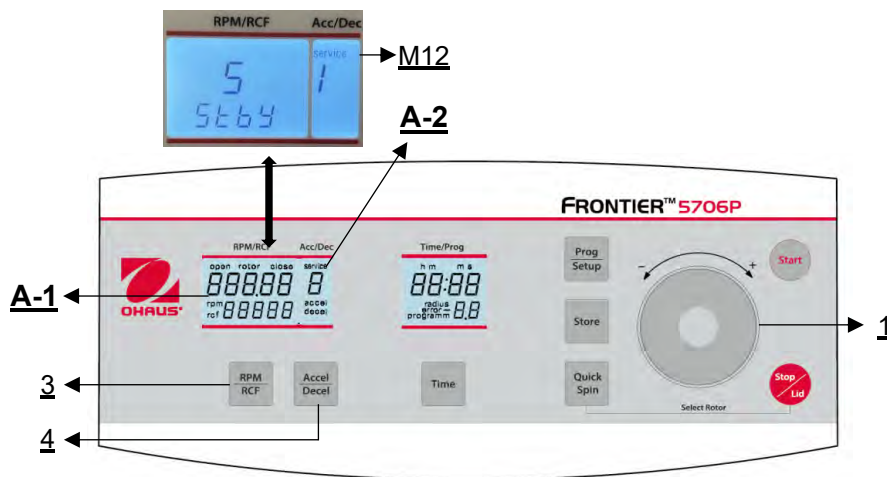 RPM/RCF Acc/Dec
service
5 1
Stby
M12
A-2
FRONTIER™ 5706P
RPM/RCF Acc/Dec Time/Prog
open rotor close service
888.88 8
rpm accel
rcf 88888 decel
h m m s
88:88
radius
error
programm 8.8
A-1
OHAUS®
Prog
Setup
- +
Start
Store
1
3
RPM
RCF
Accel
Decel
Time
Quick
Spin
Stop
Lid
Select Rotor
4